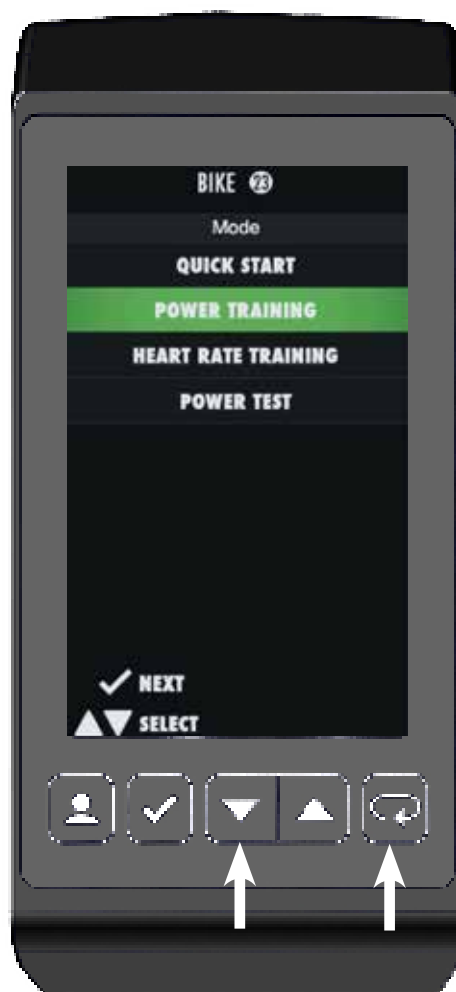 BIKE 23
Mode
QUICK START
POWER TRAINING
HEART RATE TRAINING
POWER TEST
NEXT
SELECT